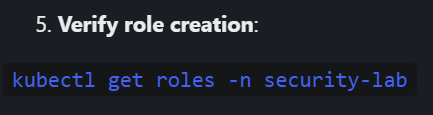 5. Verify role creation:
kubectl get roles -n security-lab